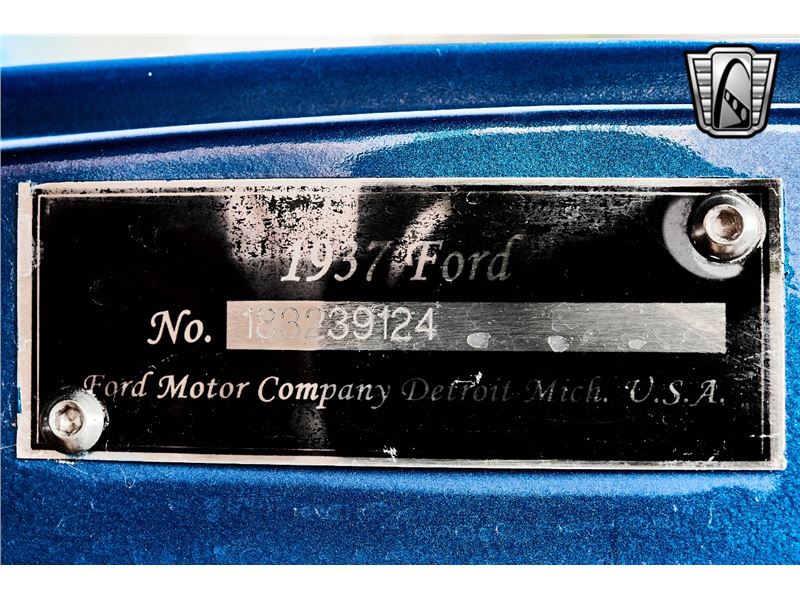 1937 Ford
No. 183239124
Ford Motor Company Detroit Mich. U.S.A.